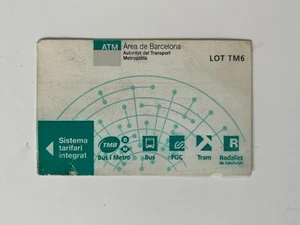 ATM Àrea de Barcelona
Autoritat del Transport
Metropolità
LOT TM6
Sistema
tarifari
integrat
TMB
Bus i Metro
Bus
FGC
Tram
R
Rodalies
de Catalunya